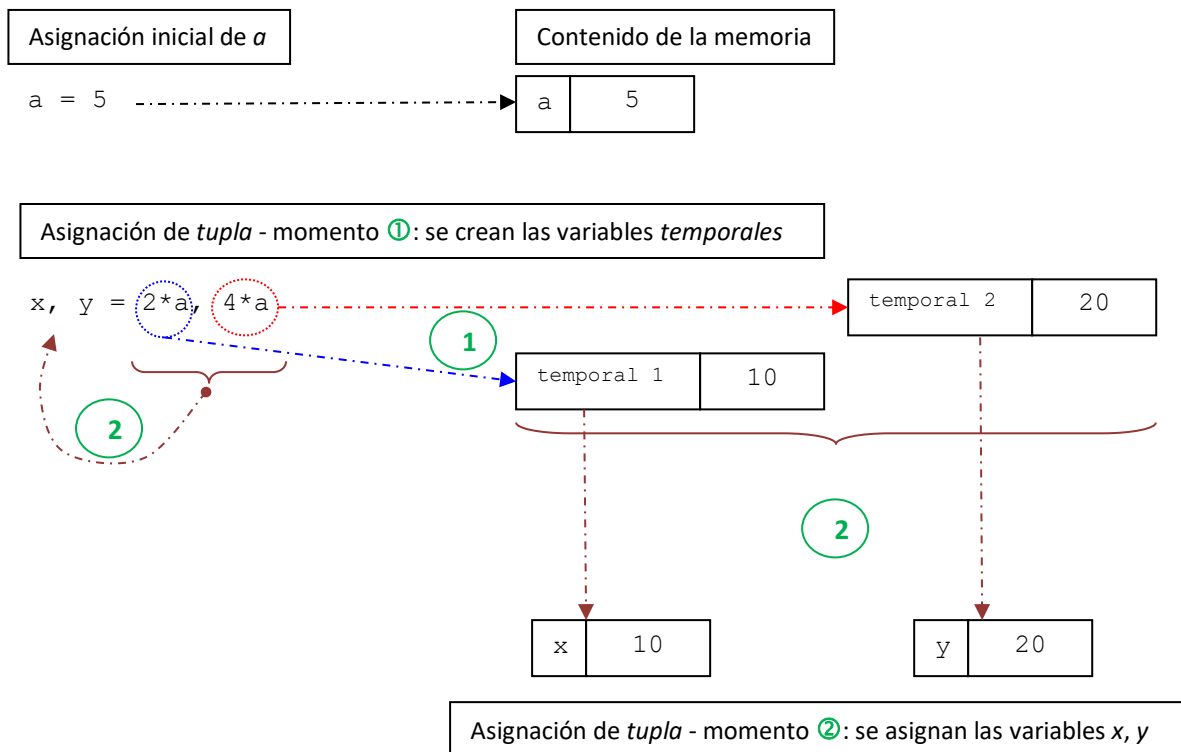 Asignación inicial de a
Contenido de la memoria
a = 5
a 5
Asignación de tupla - momento ①: se crean las variables temporales
x, y = 2*a, 4*a
temporal 2 20
1
temporal 1 10
2
2
x 10
y 20
Asignación de tupla - momento ②: se asignan las variables x, y